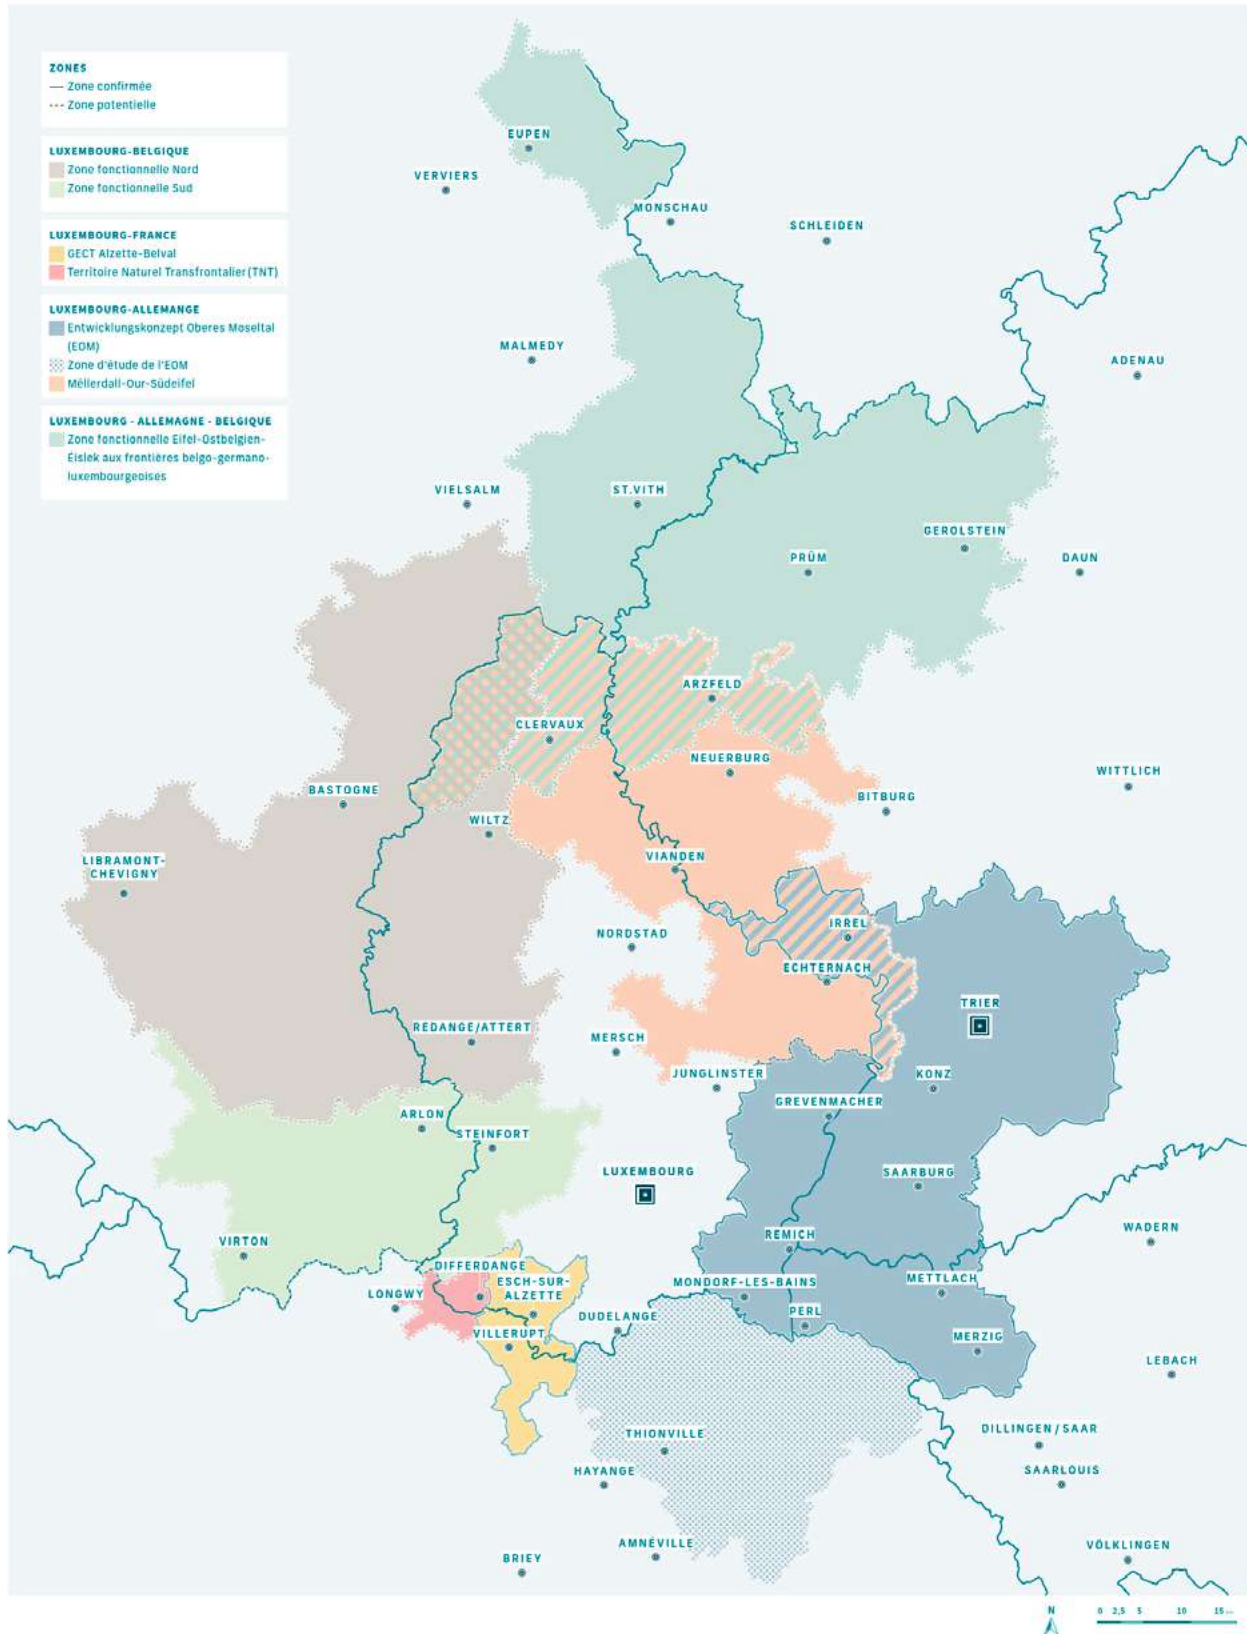 ZONES
Zone confirmée
Zone potentielle
LUXEMBOURG-BELGIQUE
Zone fonctionnelle Nord
Zone fonctionnelle Sud
LUXEMBOURG-FRANCE
GECT Alzette-Belval
Territoire Naturel Transfrontalier (TNT)
LUXEMBOURG-ALLEMANGE
Entwicklungskonzept Oberes Moseltal
(EOM)
Zone d'étude de l'EOM
Mëllerdall-Our-Südeifel
LUXEMBOURG - ALLEMAGNE - BELGIQUE
Zone fonctionnelle Eifel-Ostbelgien-
Éislek aux frontières belgo-germano-
luxembourgeoises
EUPEN
VERVIERS
MONSCHAU
SCHLEIDEN
MALMEDY
ADENAU
VIELSALM
ST.VITH
GEROLSTEIN
PRÜM
DAUN
ARZFELD
CLERVAUX
NEUERBURG
WITTLICH
BASTOGNE
BITBURG
WILTZ
VIANDEN
LIBRAMONT-
CHEVIGNY
IRREL
NORDSTAD
ECHTERNACH
TRIER
REDANGE/ATTERT
MERSCH
JUNGLINSTER
KONZ
GREVENMACHER
ARLON
STEINFORT
LUXEMBOURG
SAARBURG
WADERN
VIRTON
REMICH
DIFFERDANGE
METTLACH
MONDORF-LES-BAINS
ESCH-SUR-
ALZETTE
LONGWY
DUDELANGE
PERL
VILLERUPT
MERZIG
LEBACH
DILLINGEN/SAAR
THIONVILLE
HAYANGE
SAARLOUIS
AMNÉVILLE
VÖLKLINGEN
BRIEY
N
0 2,5 5 10 15